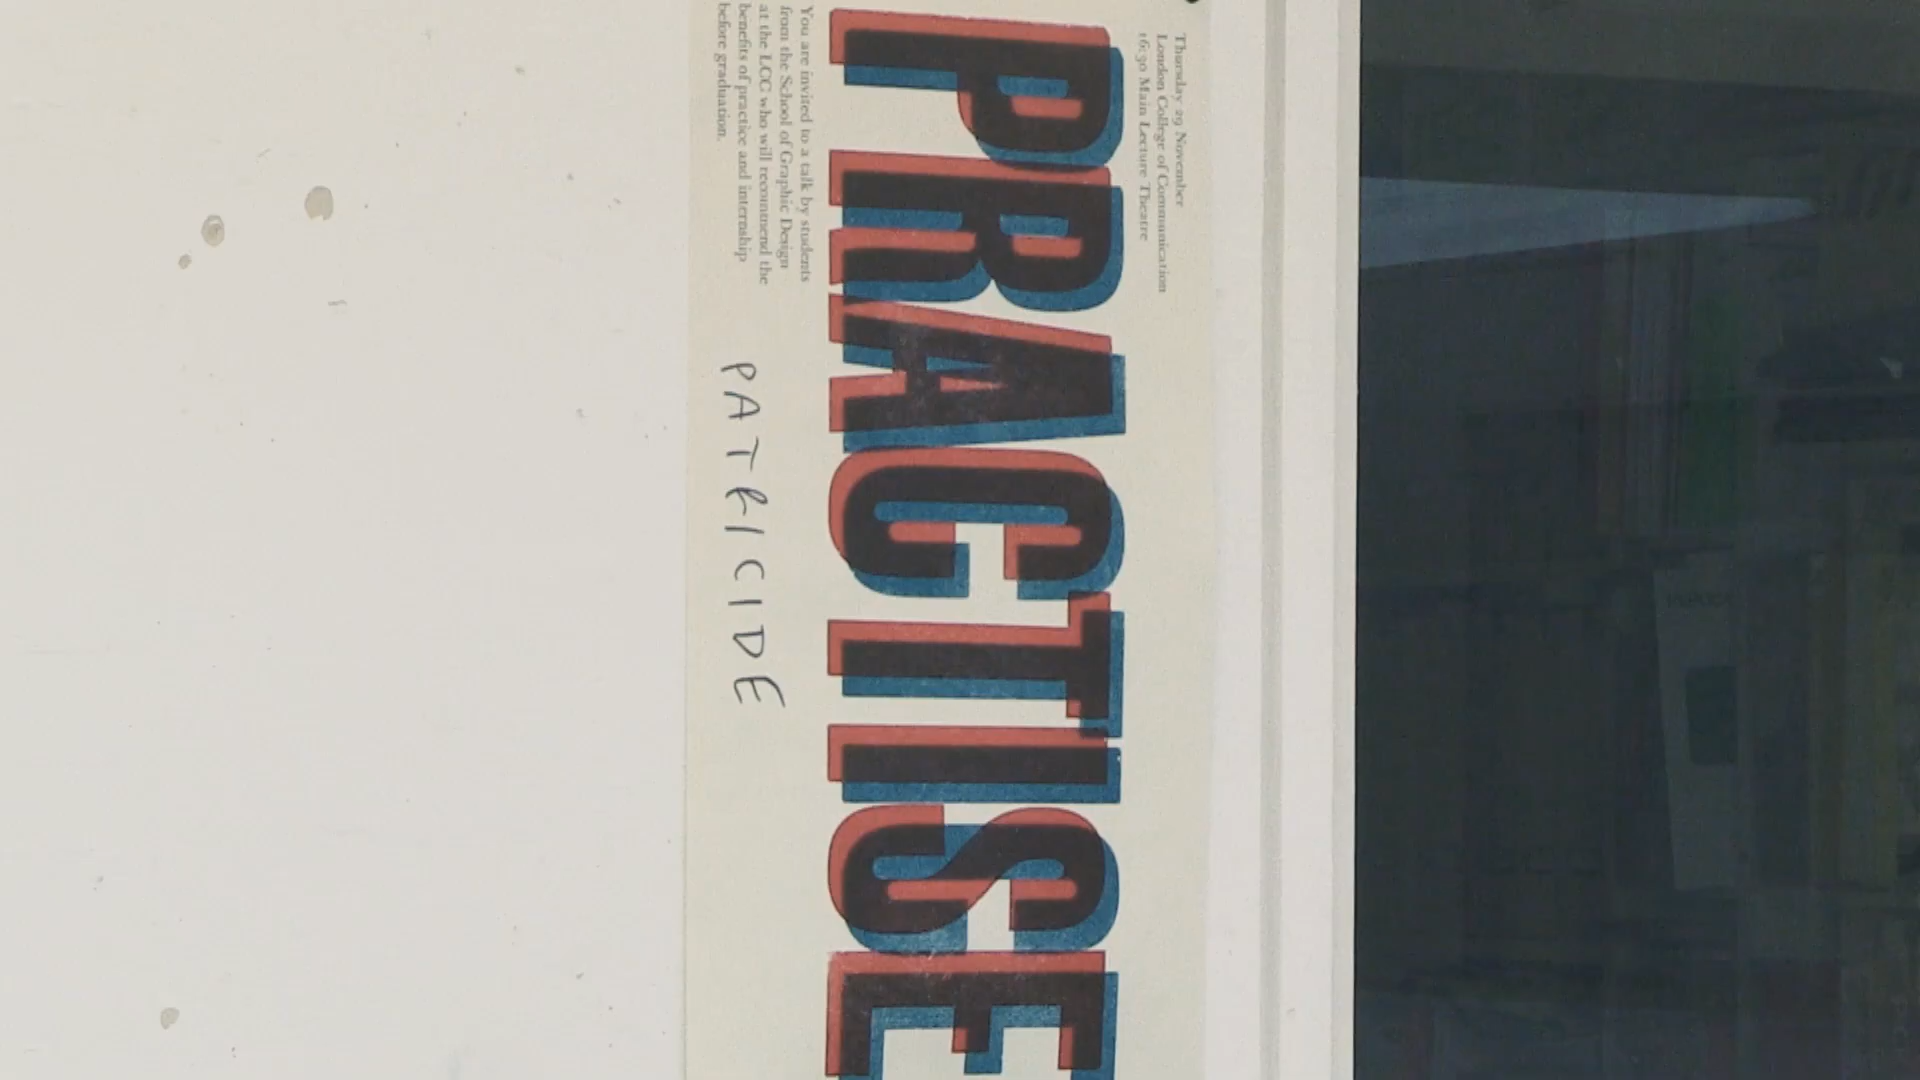 Thursday 29 November
London College of Communication
16:30 Main Lecture Theatre
PRACTISE
You are invited to a talk by students
from the School of Graphic Design
at the LCC who will recommend the
benefits of practice and internship
before graduation.
PATRICIDE